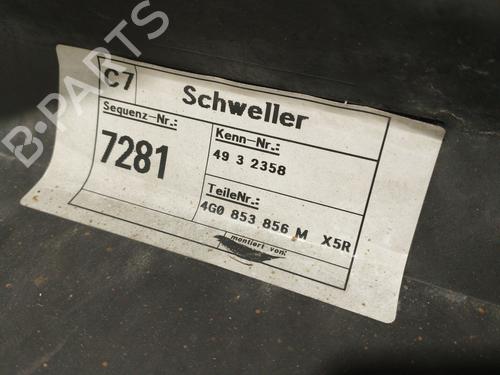 C7
Schweller
Sequenz-Nr.:
7281
Kenn-Nr.:
49 3 2358
TeileNr.:
4G0 853 856 M X5R
montiert von:
B-PARTS